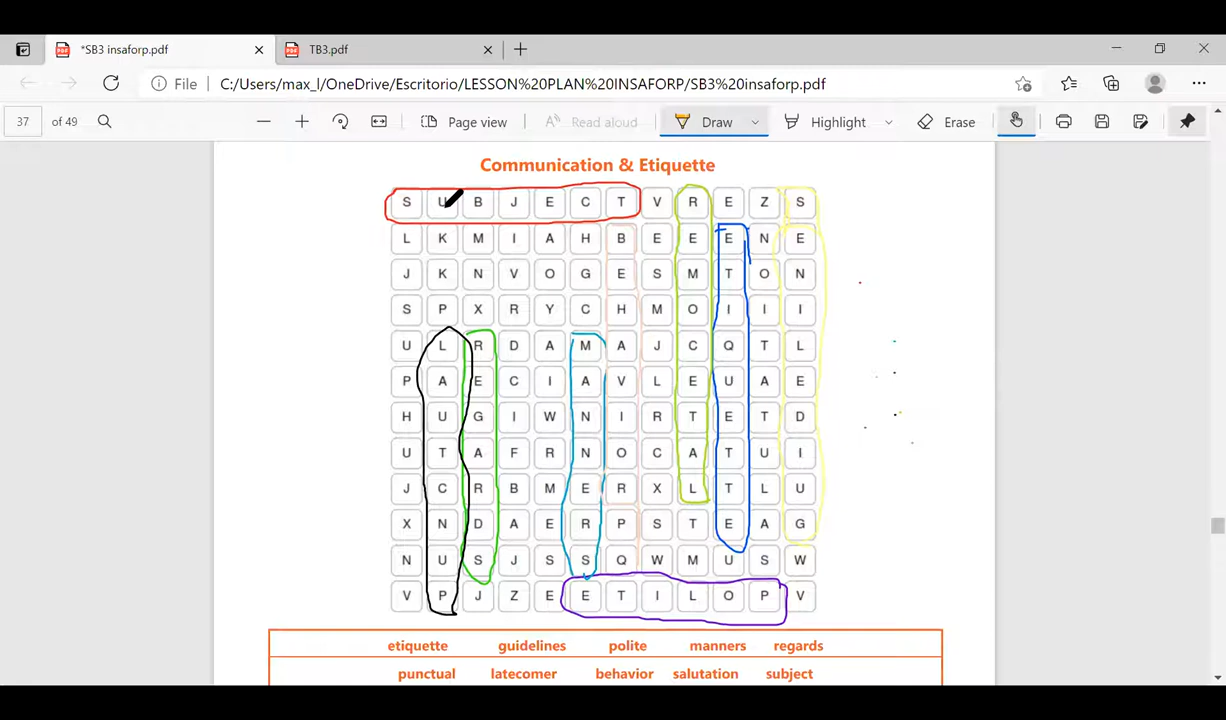 *SB3 insaforp.pdf
TB3.pdf
File
C:/Users/max_l/OneDrive/Escritorio/LESSON%20PLAN%20INSAFORP/SB3%20insaforp.pdf
37 of 49
Page view
Read aloud
Draw
Highlight
Erase
Communication & Etiquette
S U B J E C T V R E Z S
L K M I A H B E E E N E
J K N V O G E S M T O N
S P X R Y C H M O I I I
U L R D A M A J C Q T L
P A E C I A V L E U A E
H U G I W N I R T E T D
U T A F R N O C A T U I
J C R B M E R X L T L U
X N D A E R P S T E A G
N U S J S S Q W M U S W
V P J Z E E T I L O P V
etiquette guidelines polite manners regards
punctual latecomer behavior salutation subject